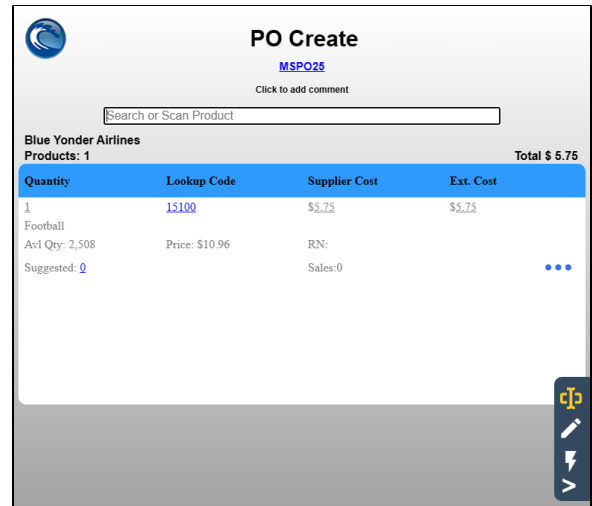 PO Create
MSPO25
Click to add comment
Search or Scan Product
Blue Yonder Airlines
Products: 1 Total $ 5.75
Quantity Lookup Code Supplier Cost Ext. Cost
1 15100 $5.75 $5.75
Football
Avl Qty: 2,508 Price: $10.96 RN:
Suggested: 0 Sales:0